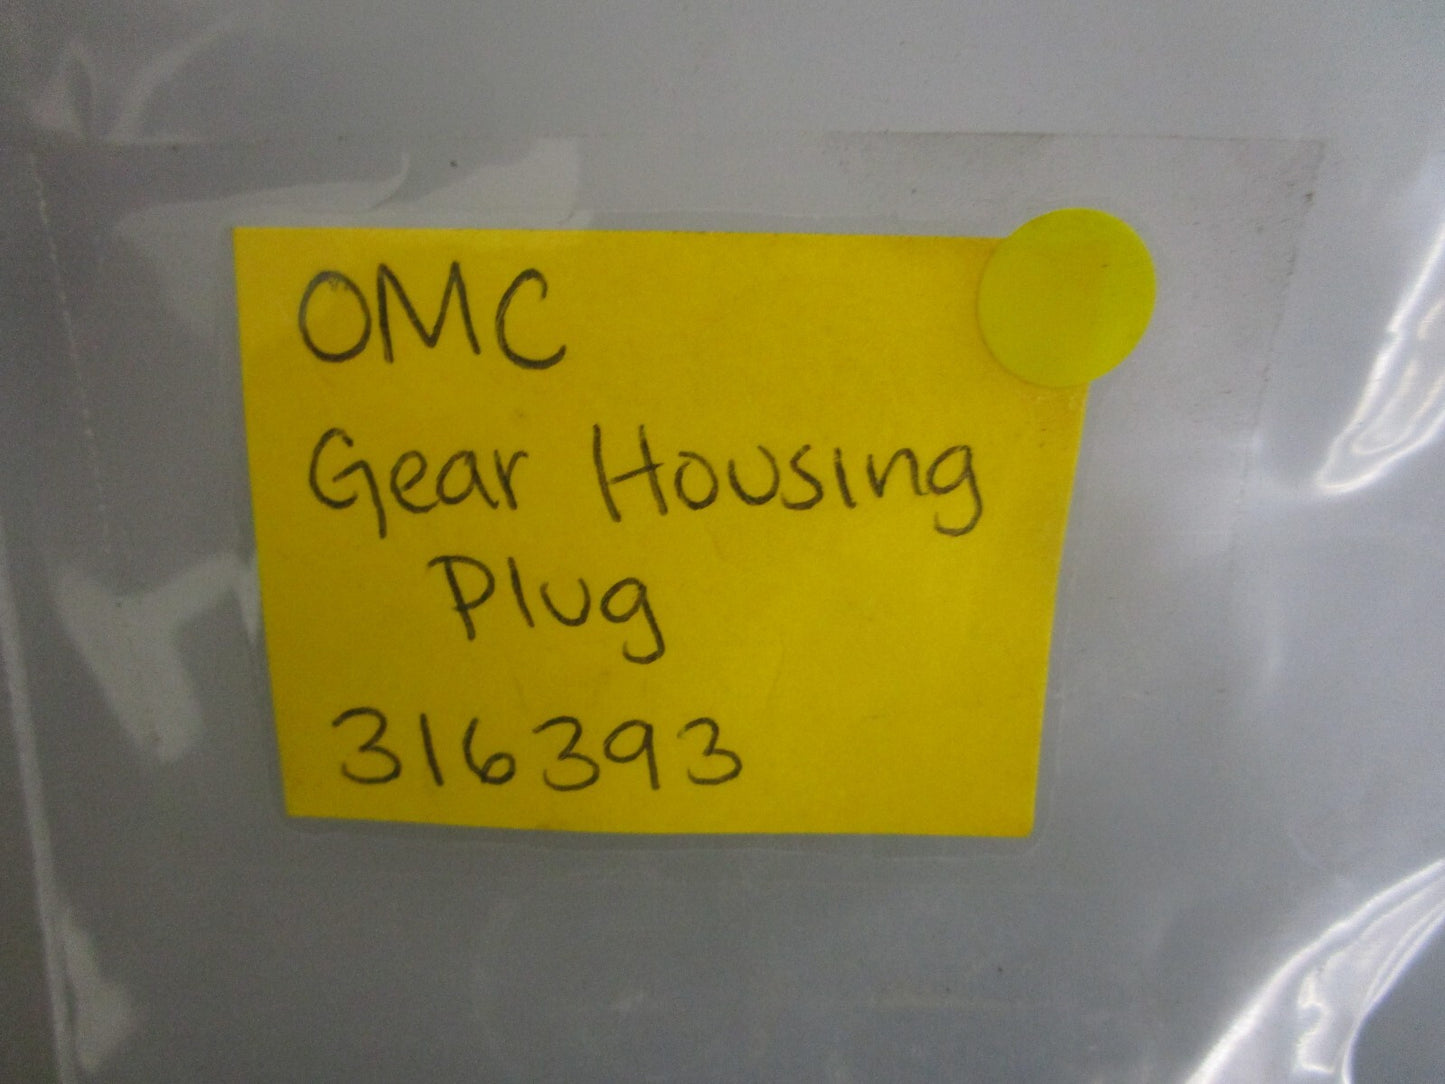 OMC
Gear Housing
Plug
316393